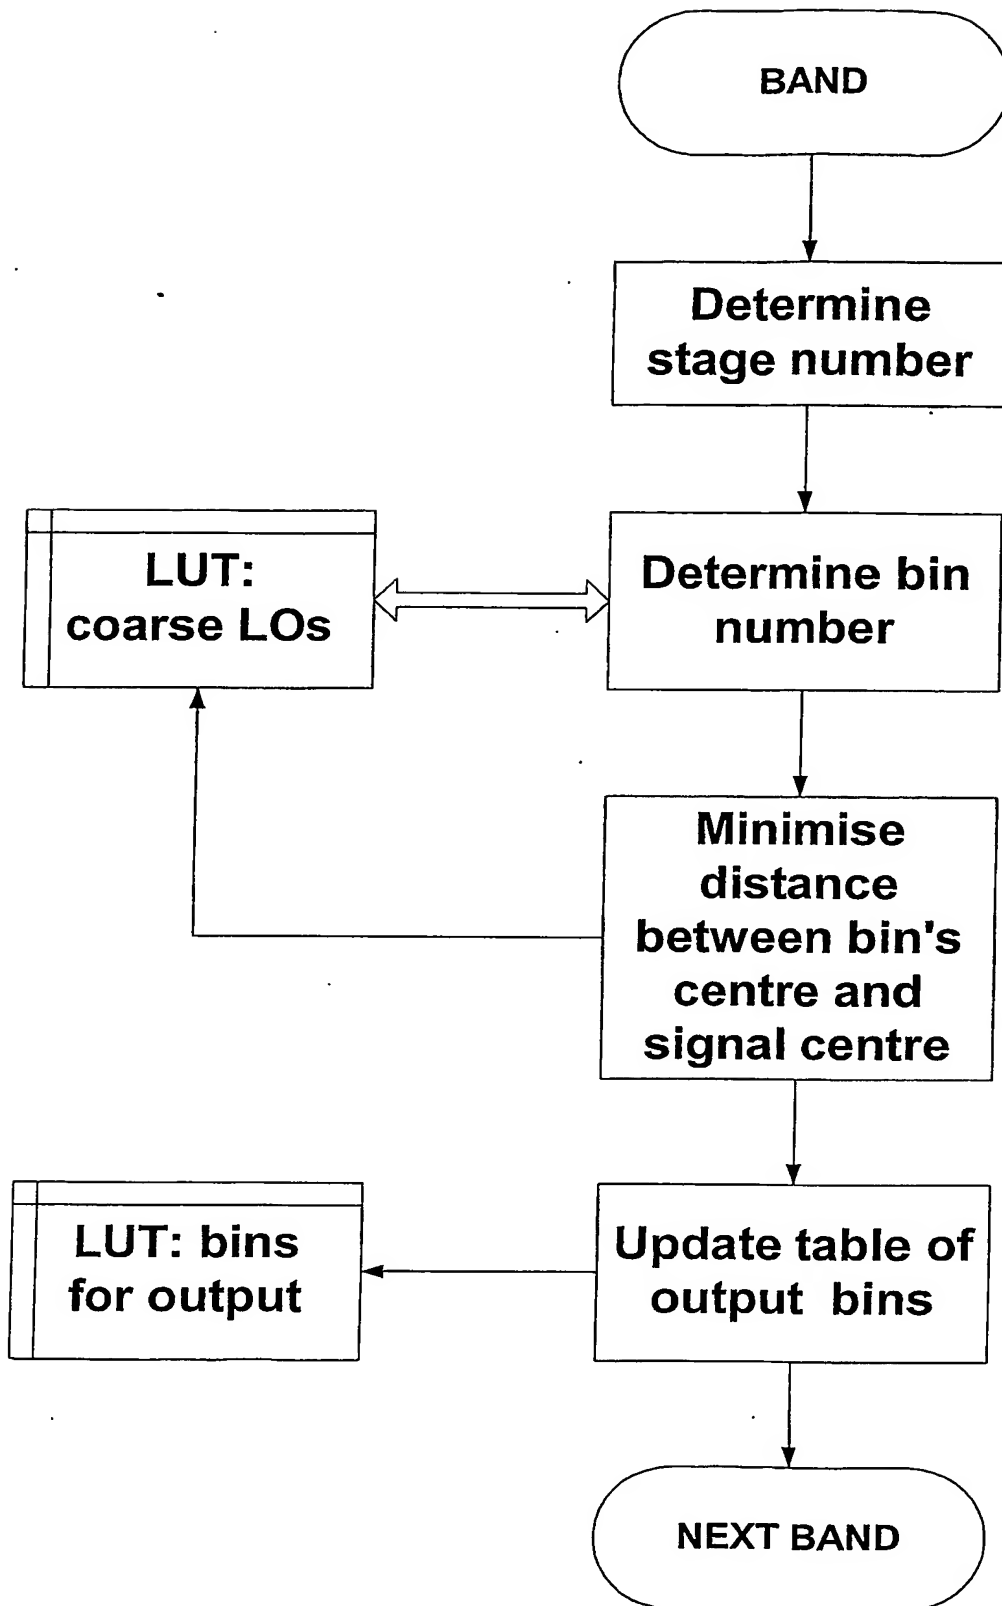 BAND
Determine
stage number
LUT:
coarse LOs
Determine bin
number
Minimise
distance
between bin's
centre and
signal centre
LUT: bins
for output
Update table of
output bins
NEXT BAND